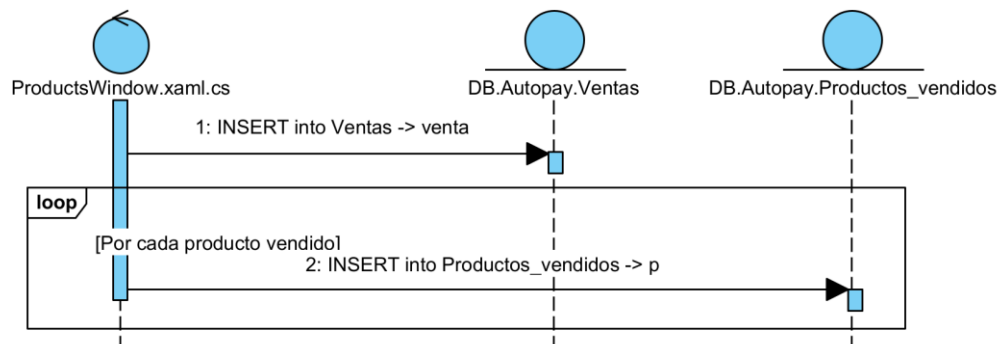 ProductsWindow.xaml.cs
DB.Autopay.Ventas
DB.Autopay.Productos_vendidos
1: INSERT into Ventas -> venta
loop
[Por cada producto vendido]
2: INSERT into Productos_vendidos -> p